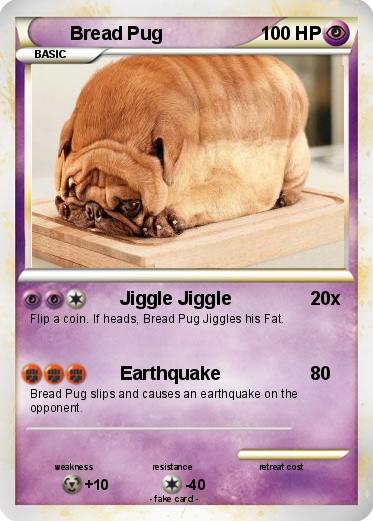 Bread Pug 100 HP
BASIC
Jiggle Jiggle 20x
Flip a coin. If heads, Bread Pug Jiggles his Fat.
Earthquake 80
Bread Pug slips and causes an earthquake on the
opponent.
weakness resistance retreat cost
+10 -40
- fake card -